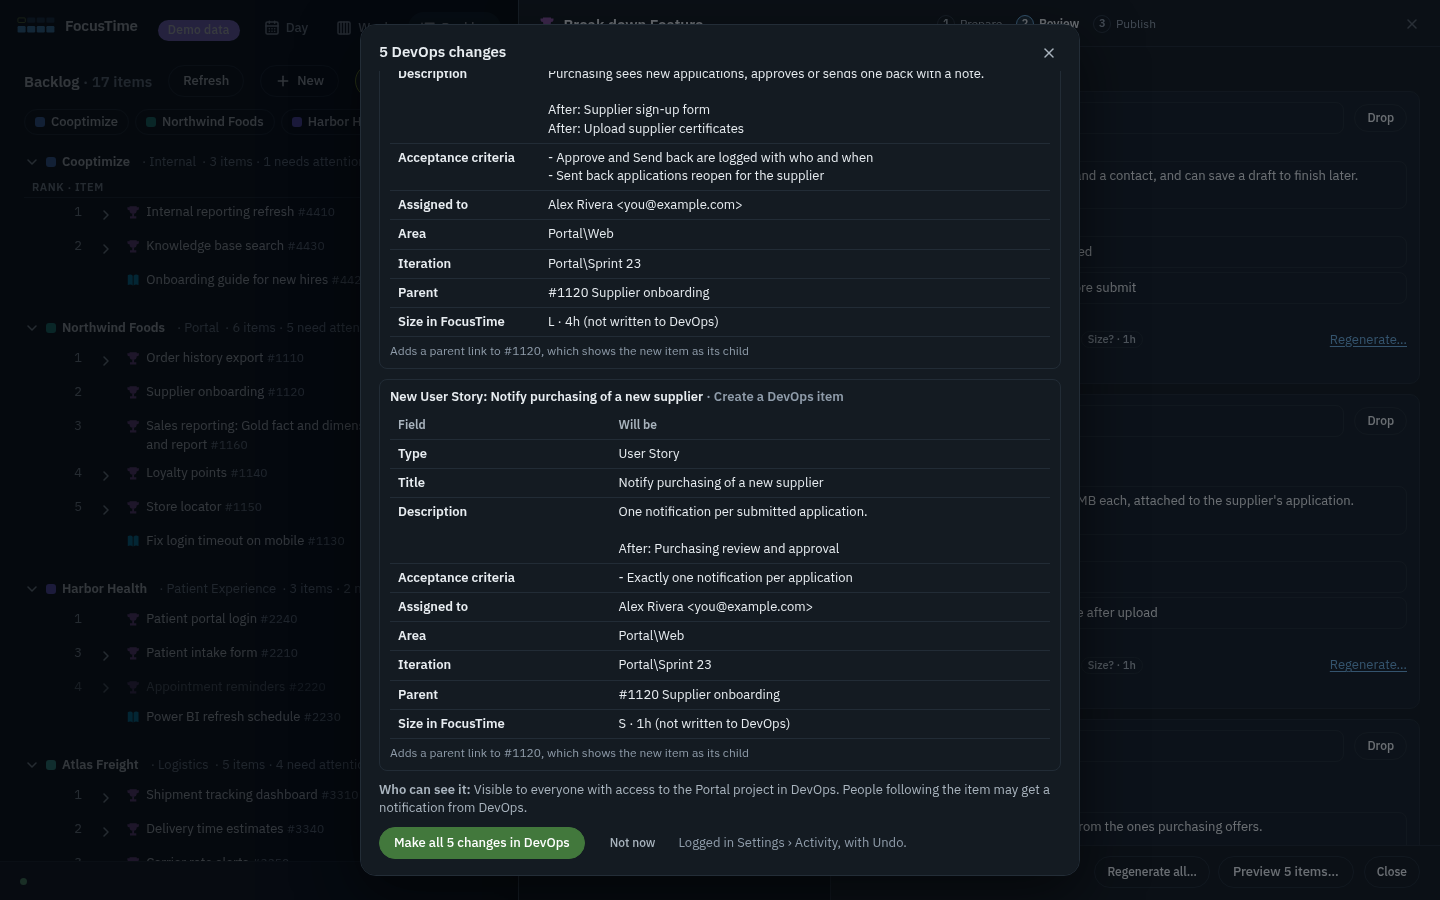 FocusTime
Demo data
Day
Break down Feature
1 Prepare
2 Review
3 Publish
Backlog · 17 items
Refresh
New
Cooptimize
Northwind Foods
Harbor H
Cooptimize · Internal · 3 items · 1 needs attention
RANK · ITEM
1 Internal reporting refresh #4410
2 Knowledge base search #4430
Onboarding guide for new hires #442
Northwind Foods · Portal · 6 items · 5 need atten
1 Order history export #1110
2 Supplier onboarding #1120
3 Sales reporting: Gold fact and dimen
and report #1160
4 Loyalty points #1140
5 Store locator #1150
Fix login timeout on mobile #1130
Harbor Health · Patient Experience · 3 items · 2 n
1 Patient portal login #2240
3 Patient intake form #2210
4 Appointment reminders #2220
Power BI refresh schedule #2230
Atlas Freight · Logistics · 5 items · 4 need attenti
1 Shipment tracking dashboard #3310
2 Delivery time estimates #3340
5 DevOps changes
Description Purchasing sees new applications, approves or sends one back with a note.
After: Supplier sign-up form
After: Upload supplier certificates
Acceptance criteria - Approve and Send back are logged with who and when
- Sent back applications reopen for the supplier
Assigned to Alex Rivera <you@example.com>
Area Portal\Web
Iteration Portal\Sprint 23
Parent #1120 Supplier onboarding
Size in FocusTime L · 4h (not written to DevOps)
Adds a parent link to #1120, which shows the new item as its child
New User Story: Notify purchasing of a new supplier · Create a DevOps item
Field Will be
Type User Story
Title Notify purchasing of a new supplier
Description One notification per submitted application.
After: Purchasing review and approval
Acceptance criteria - Exactly one notification per application
Assigned to Alex Rivera <you@example.com>
Area Portal\Web
Iteration Portal\Sprint 23
Parent #1120 Supplier onboarding
Size in FocusTime S · 1h (not written to DevOps)
Adds a parent link to #1120, which shows the new item as its child
Who can see it: Visible to everyone with access to the Portal project in DevOps. People following the item may get a
notification from DevOps.
Make all 5 changes in DevOps
Not now
Logged in Settings › Activity, with Undo.
Drop
and a contact, and can save a draft to finish later.
ed
re submit
Size? · 1h
Regenerate...
Drop
MB each, attached to the supplier's application.
e after upload
Size? · 1h
Regenerate...
Drop
rom the ones purchasing offers.
Regenerate all...
Preview 5 items...
Close